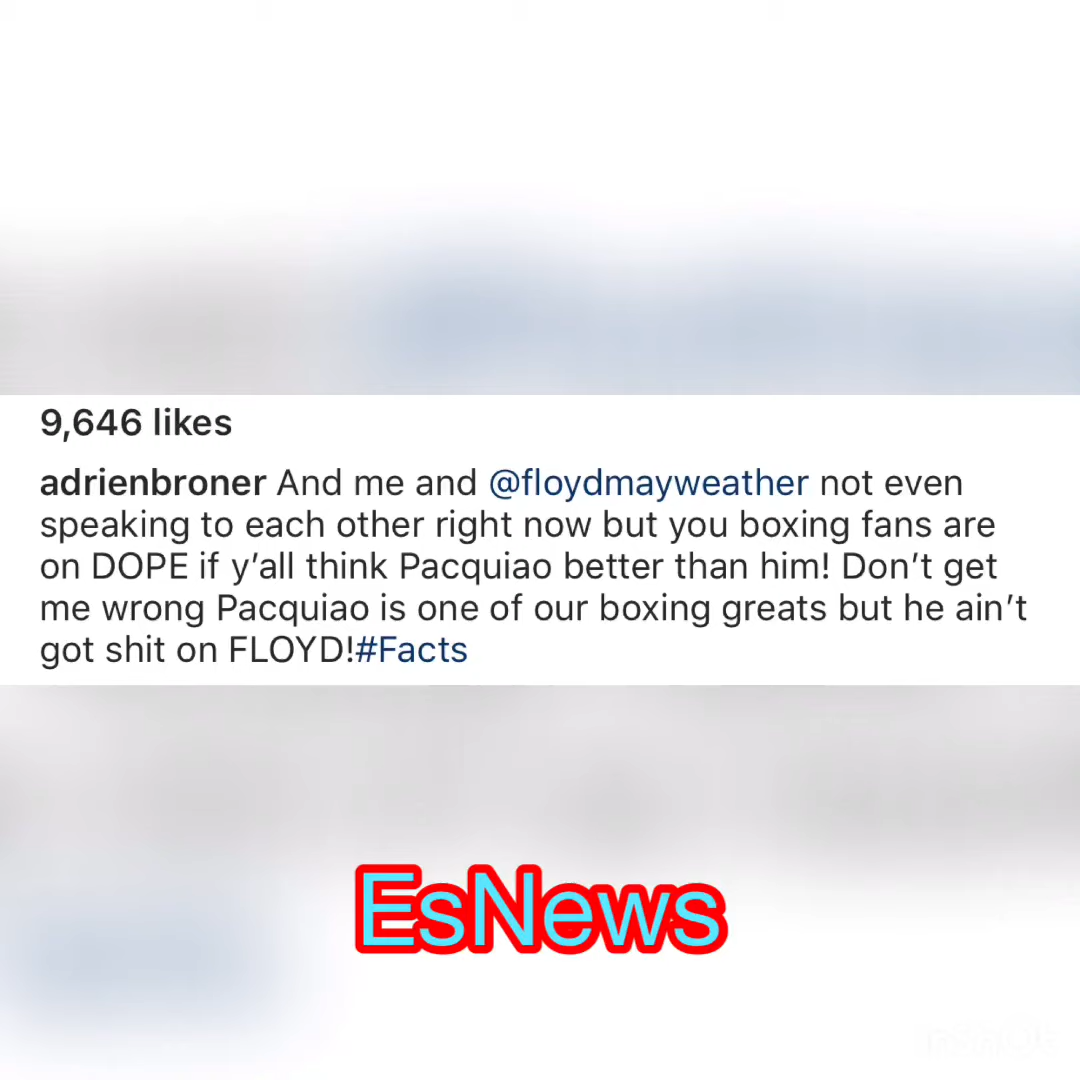 9,646 likes
adrienbroner And me and @floydmayweather not even
speaking to each other right now but you boxing fans are
on DOPE if y’all think Pacquiao better than him! Don’t get
me wrong Pacquiao is one of our boxing greats but he ain’t
got shit on FLOYD!#Facts
EsNews